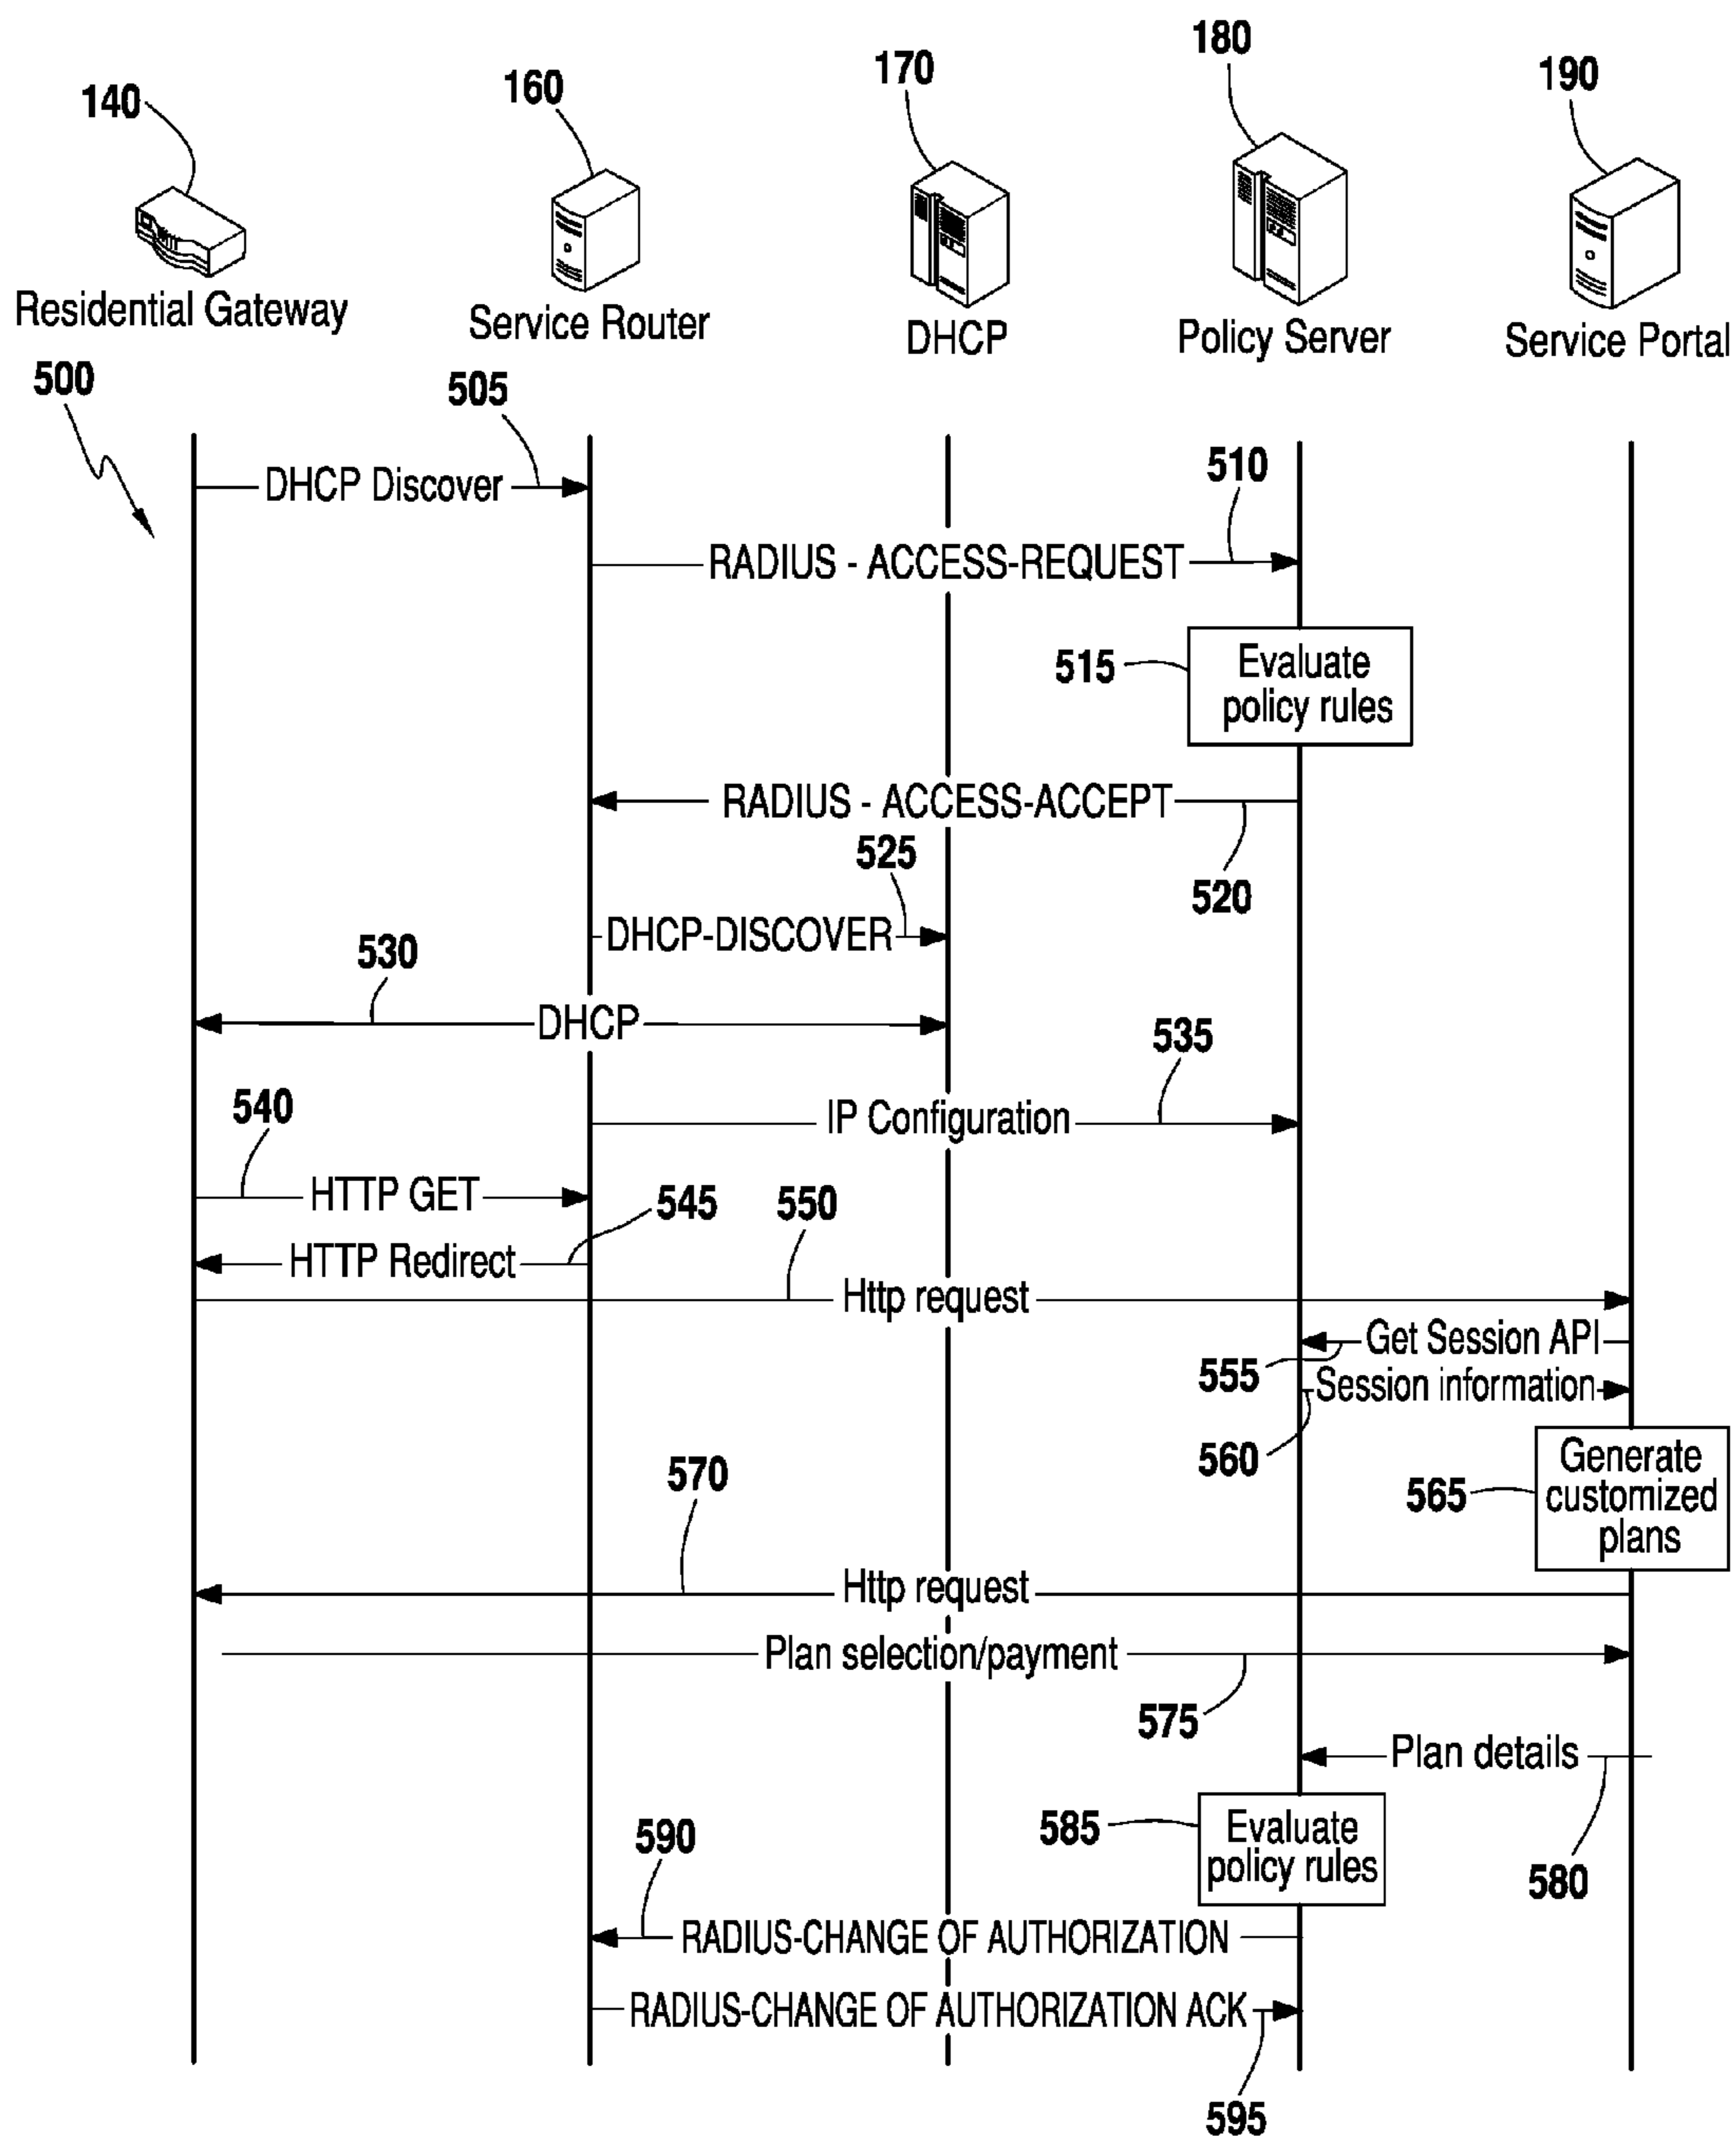 140
160
170
180
190
Residential Gateway
Service Router
DHCP
Policy Server
Service Portal
500
505
DHCP Discover
510
RADIUS - ACCESS-REQUEST
515
Evaluate
policy rules
RADIUS - ACCESS-ACCEPT
520
525
DHCP-DISCOVER
530
DHCP
535
IP Configuration
540
HTTP GET
545
550
HTTP Redirect
Http request
Get Session API
555
Session information
560
Generate
customized
plans
565
570
Http request
Plan selection/payment
575
Plan details
580
585
Evaluate
policy rules
590
RADIUS-CHANGE OF AUTHORIZATION
RADIUS-CHANGE OF AUTHORIZATION ACK
595